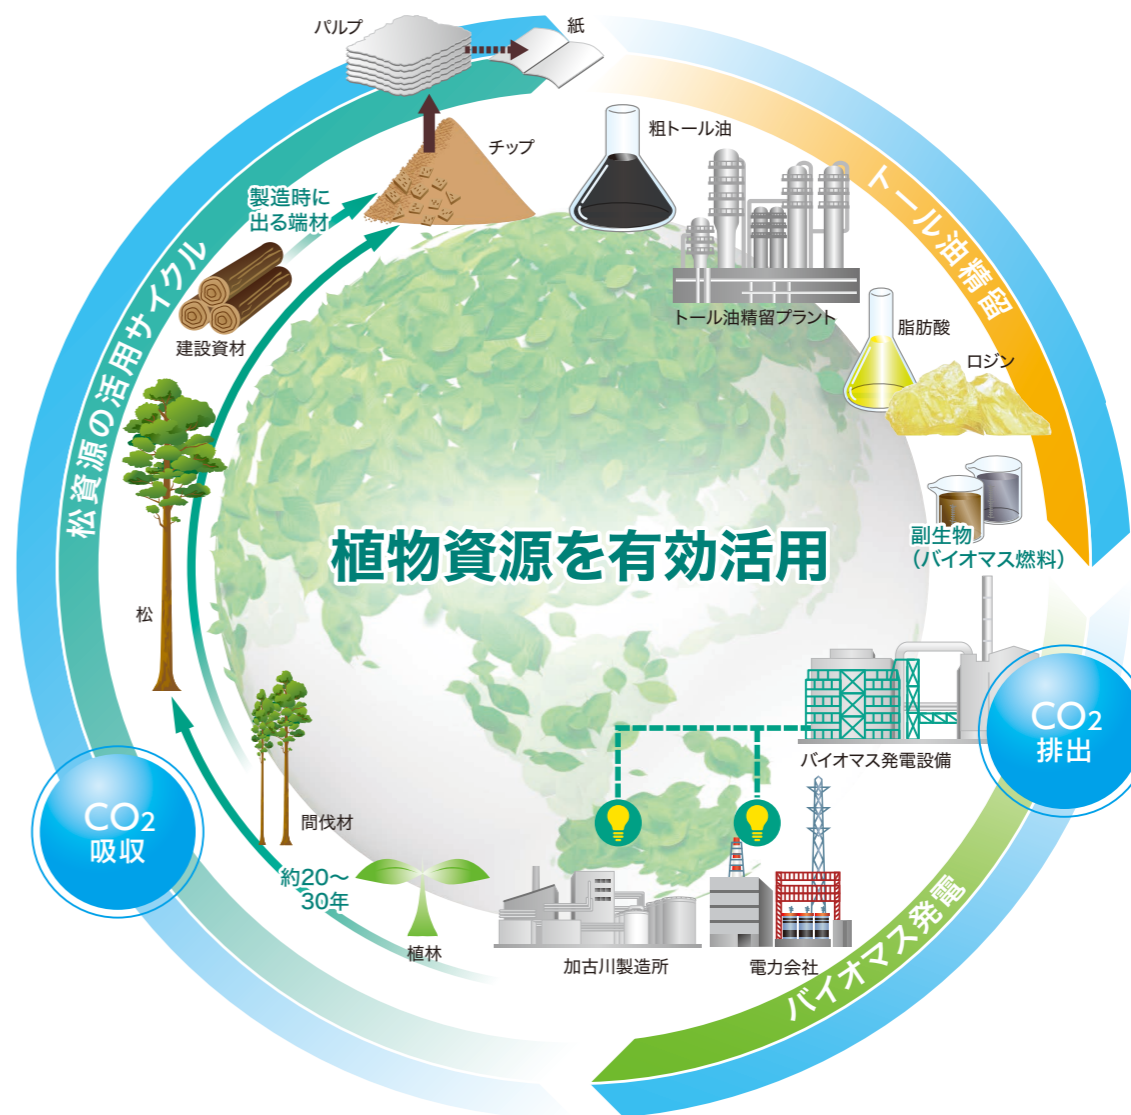 パルプ
紙
チップ
粗トール油
製造時に
出る端材
建設資材
松資源の活用サイクル
トール油精留
トール油精留プラント
脂肪酸
ロジン
植物資源を有効活用
副生物
（バイオマス燃料）
松
CO2
排出
バイオマス発電設備
CO2
吸収
間伐材
約20～
30年
植林
加古川製造所
電力会社
バイオマス発電